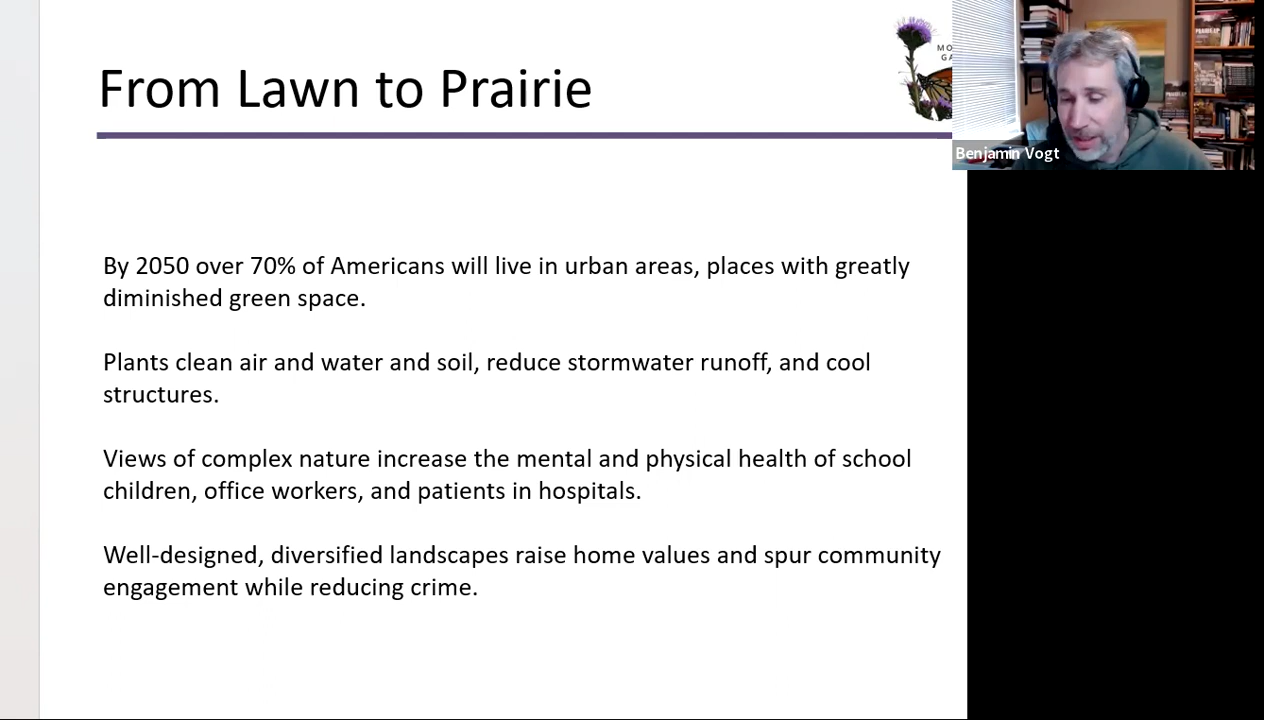 From Lawn to Prairie
Benjamin Vogt
By 2050 over 70% of Americans will live in urban areas, places with greatly
diminished green space.
Plants clean air and water and soil, reduce stormwater runoff, and cool
structures.
Views of complex nature increase the mental and physical health of school
children, office workers, and patients in hospitals.
Well-designed, diversified landscapes raise home values and spur community
engagement while reducing crime.